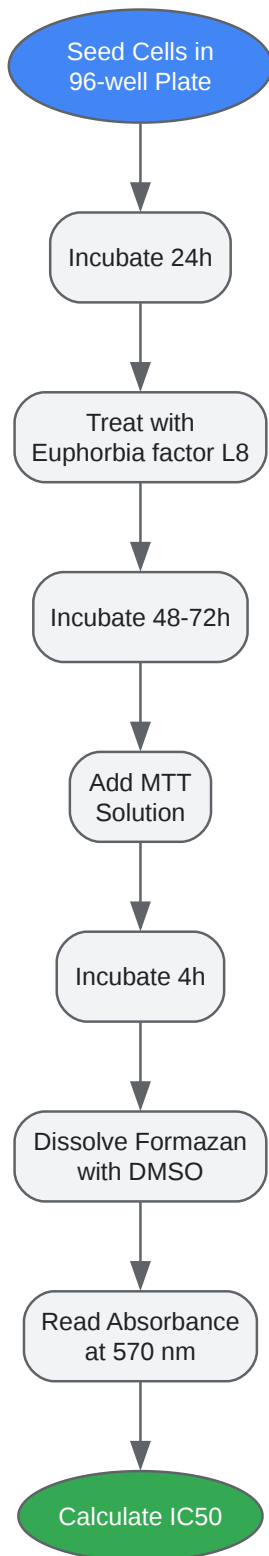 Seed Cells in
96-well Plate
Incubate 24h
Treat with
Euphorbia factor L8
Incubate 48-72h
Add MTT
Solution
Incubate 4h
Dissolve Formazan
with DMSO
Read Absorbance
at 570 nm
Calculate IC50